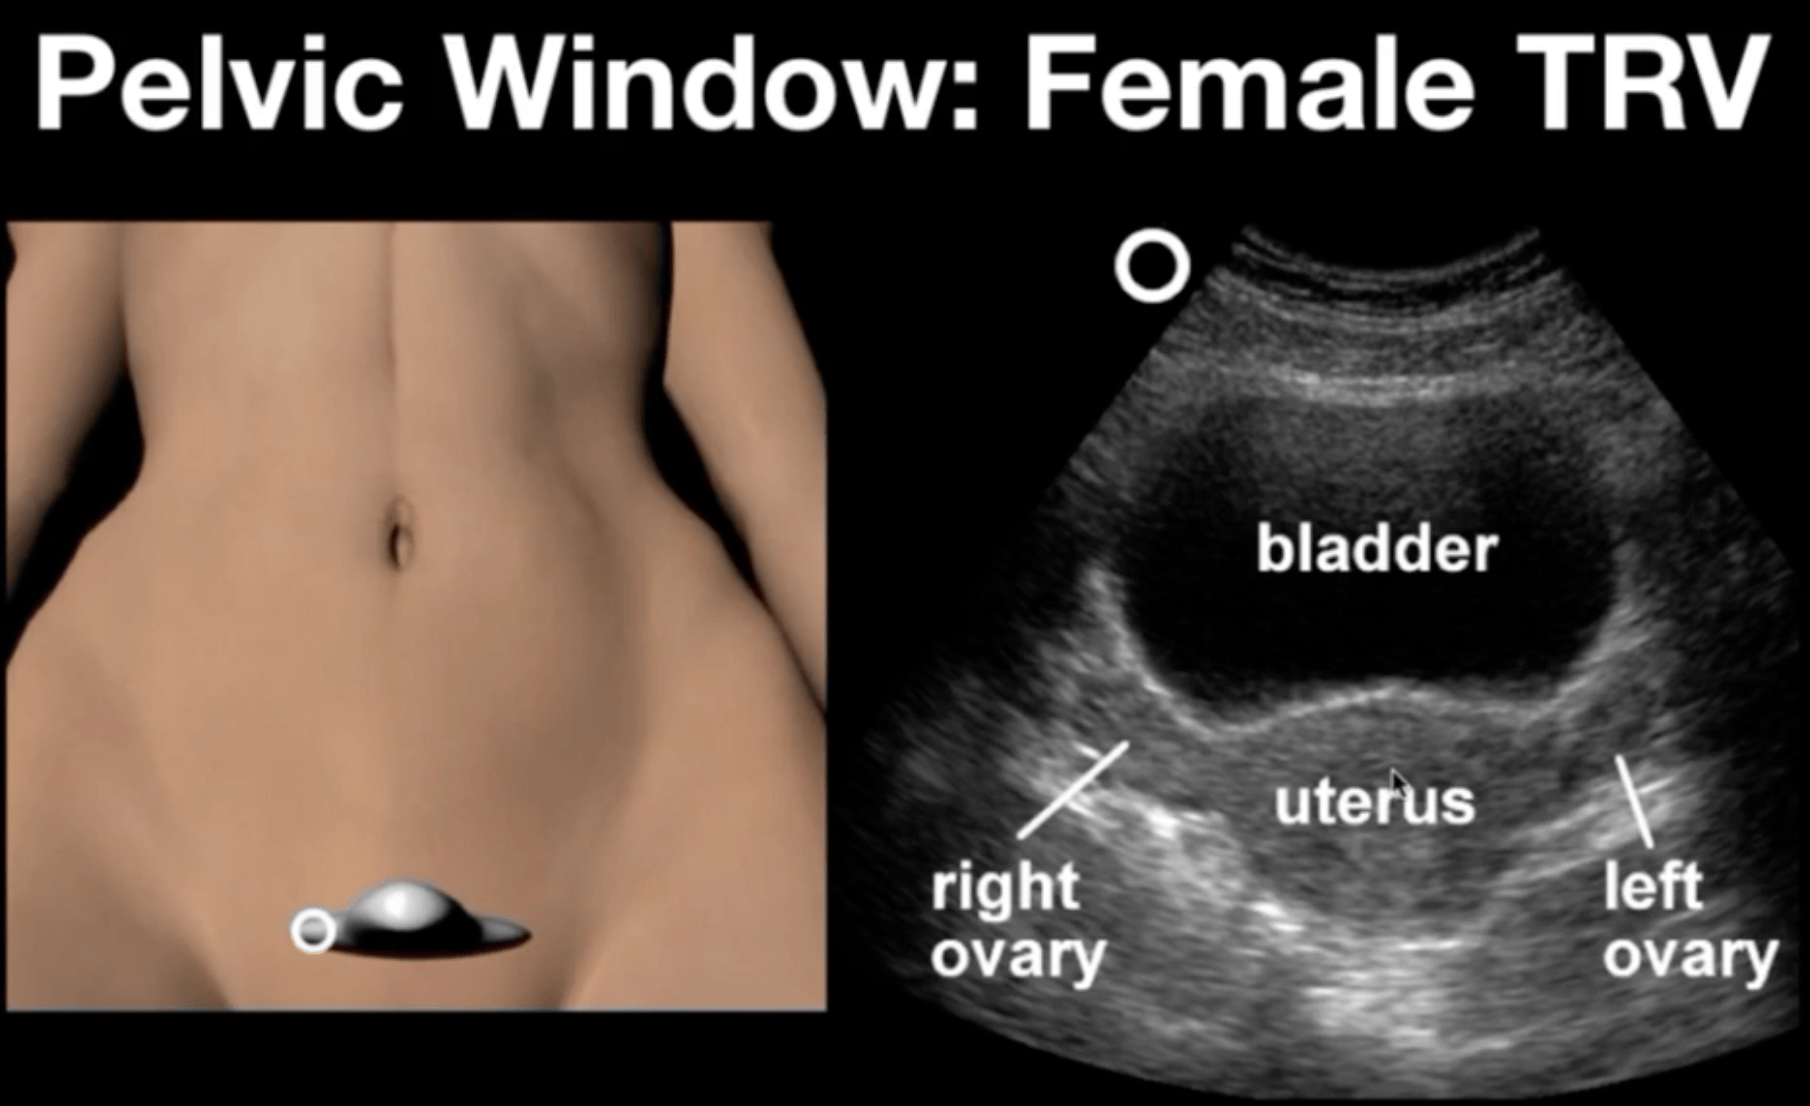 Pelvic Window: Female TRV
bladder
uterus
right
ovary
left
ovary